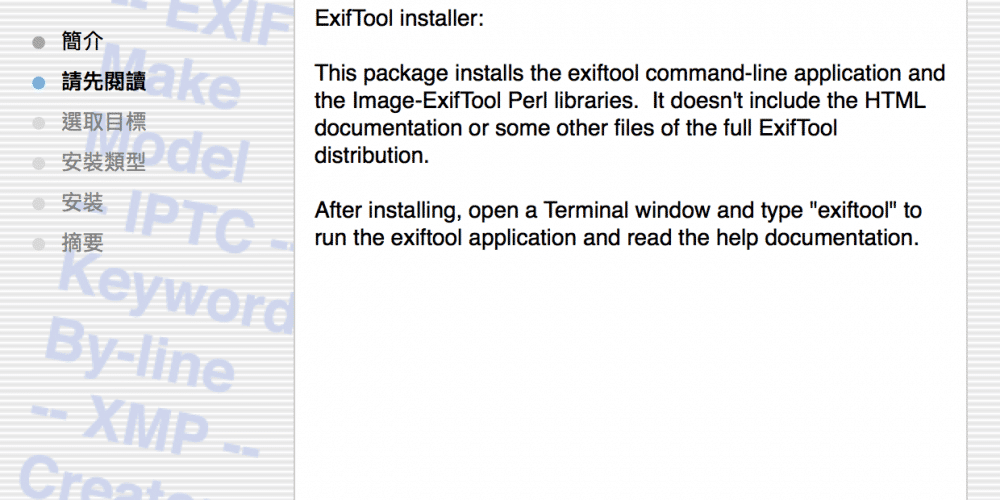 簡介
請先閱讀
選取目標
安裝類型
安裝
摘要
-- EXIF
Make
Model
-- IPTC --
Keyword
By-line
-- XMP --
Creator
ExifTool installer:
This package installs the exiftool command-line application and
the Image-ExifTool Perl libraries.  It doesn't include the HTML
documentation or some other files of the full ExifTool
distribution.
After installing, open a Terminal window and type "exiftool" to
run the exiftool application and read the help documentation.